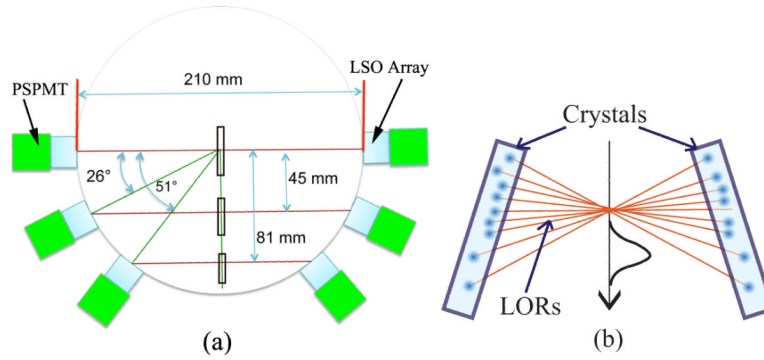 PSPMT
210 mm
LSO Array
26°
51°
45 mm
81 mm
(a)
Crystals
LORs
(b)